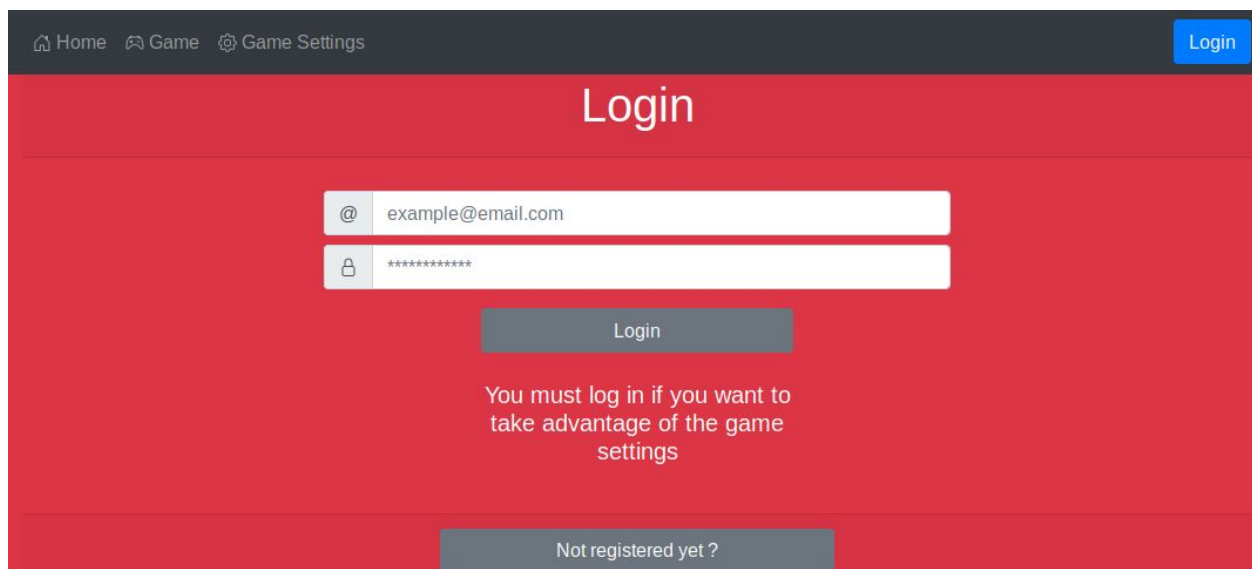 Home Game Game Settings Login
Login
@ example@email.com
************
Login
You must log in if you want to
take advantage of the game
settings
Not registered yet ?